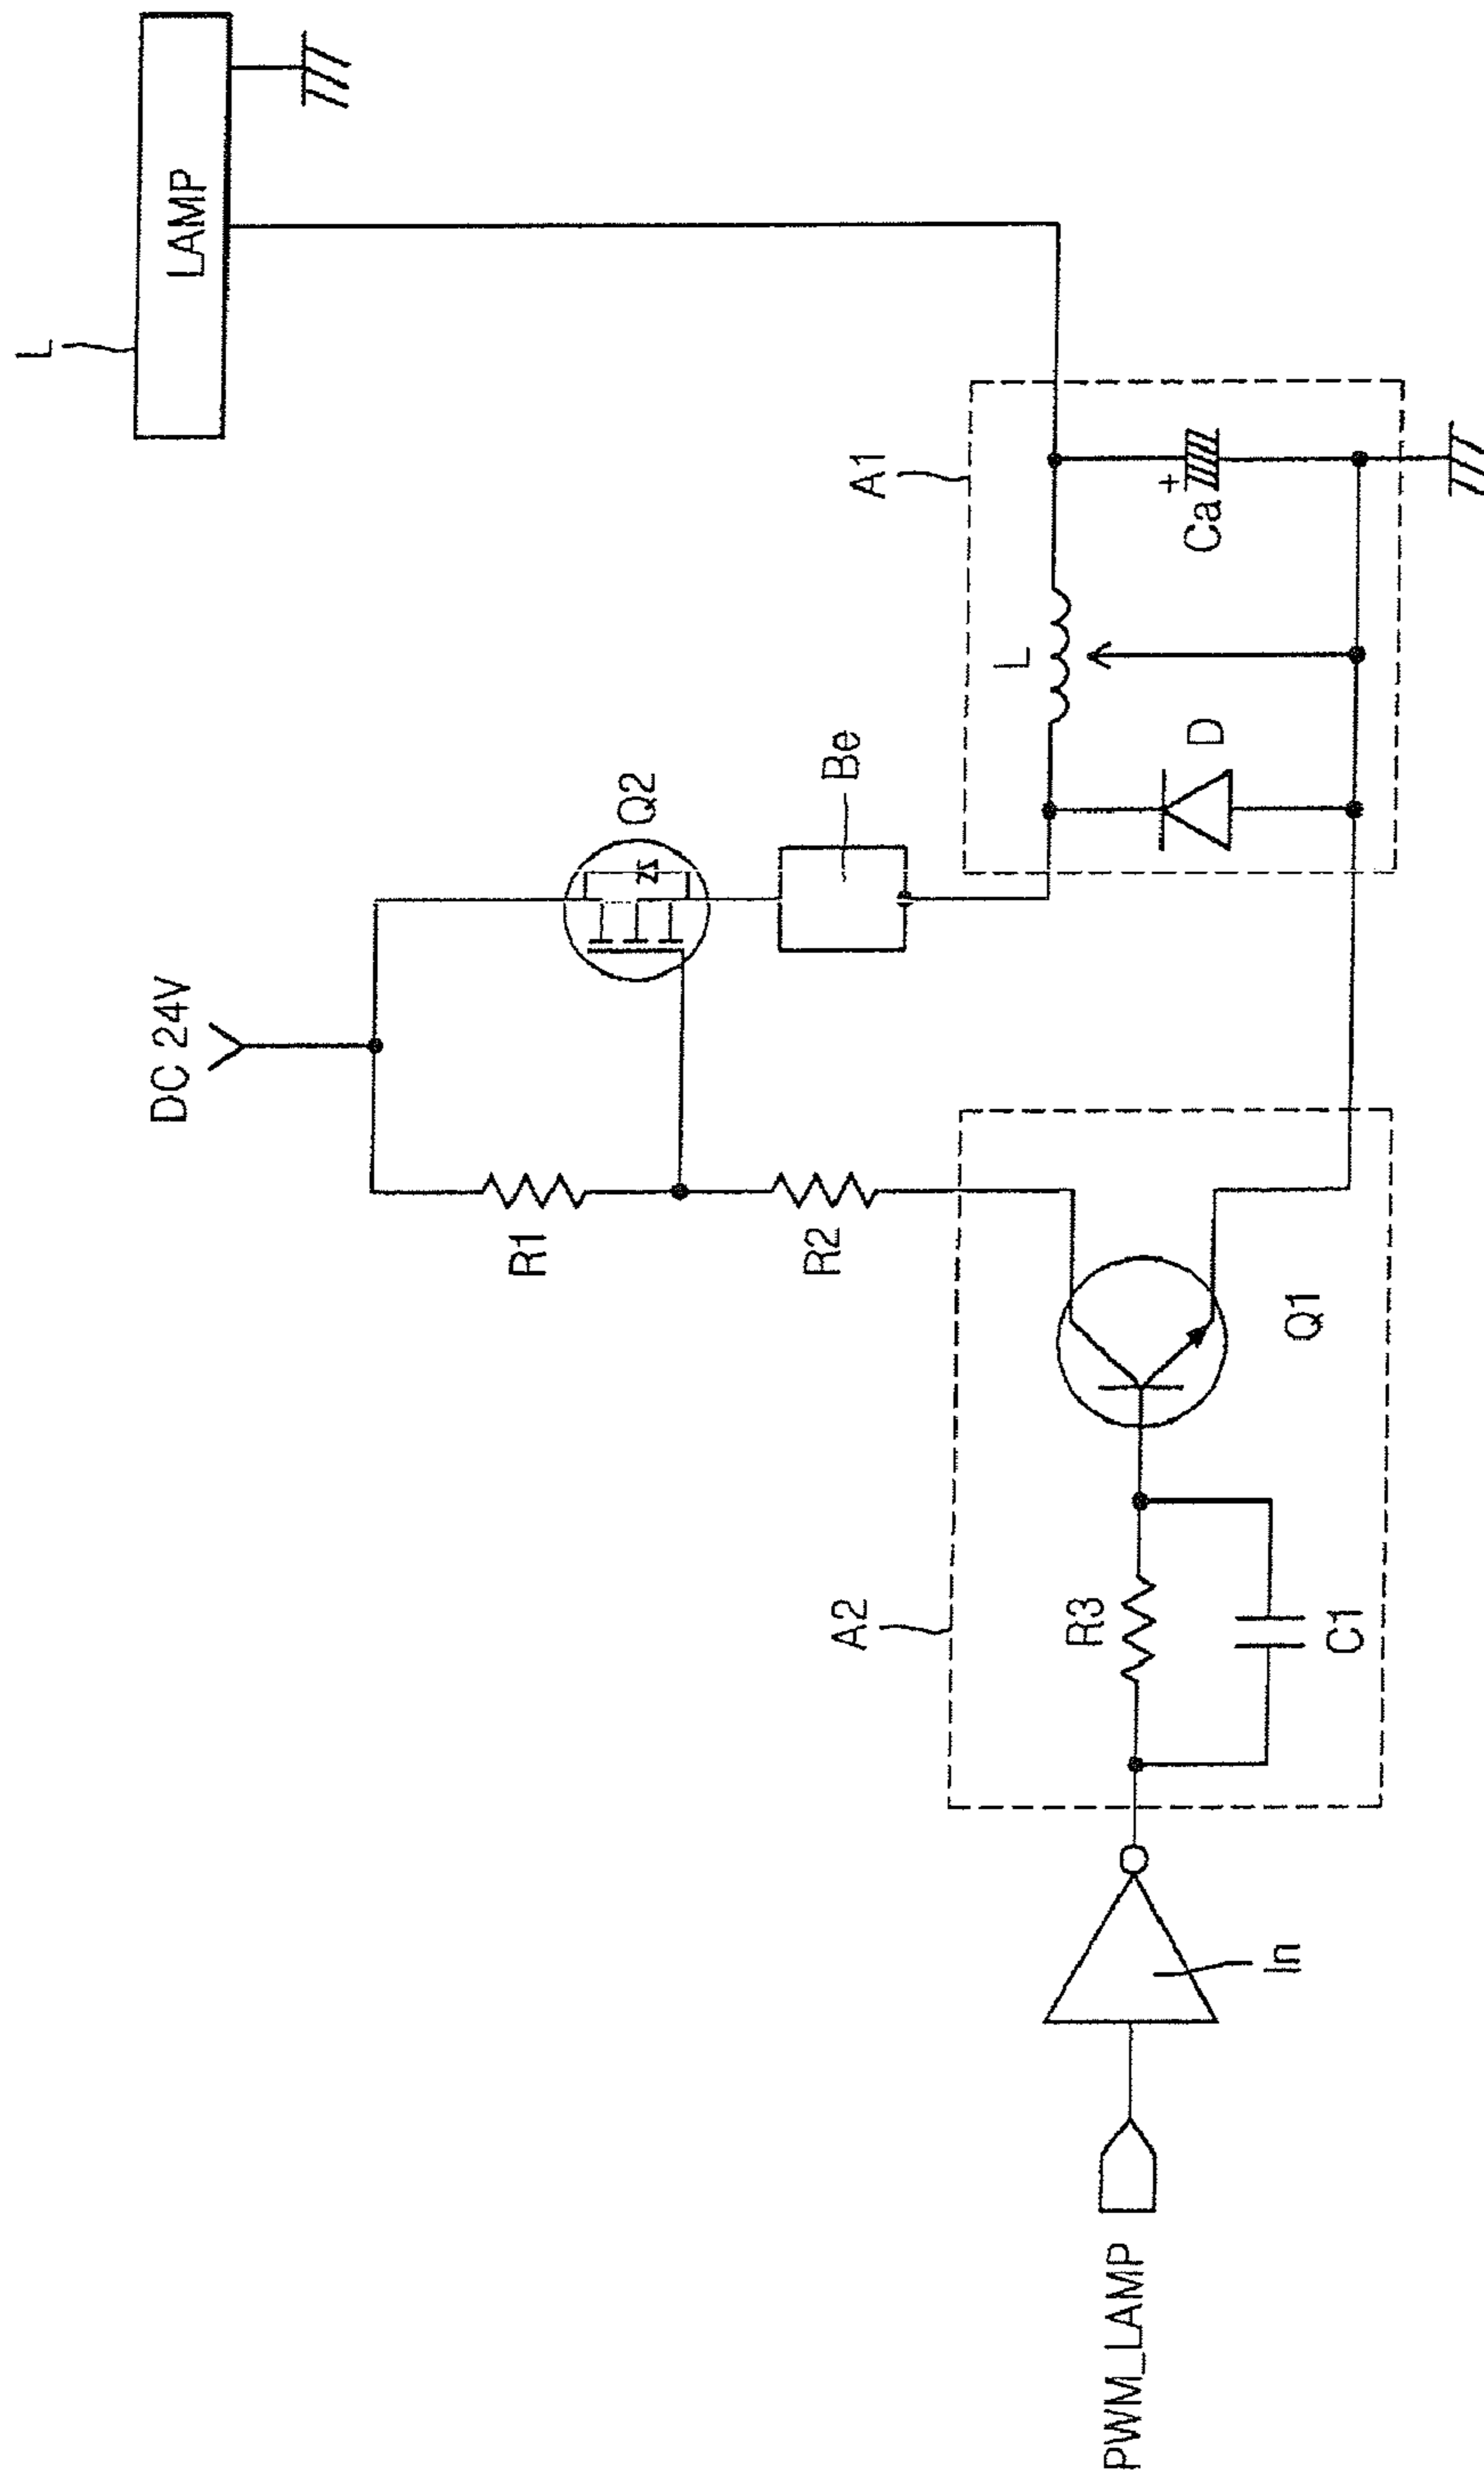 L
LAMP
DC 24V
R1
R2
Q2
Be
A1
L
D
+
Ca
A2
Q1
R3
C1
In
PWM_LAMP